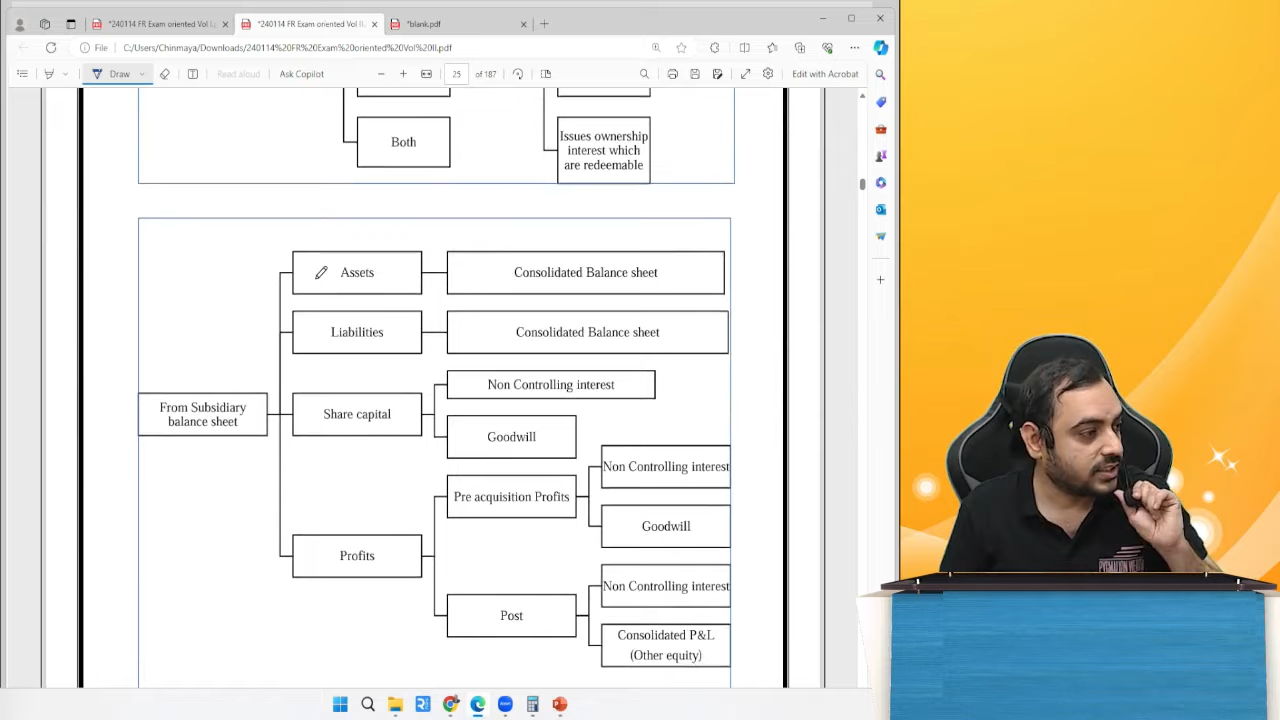 *240114 FR Exam oriented Vol I.
*240114 FR Exam oriented Vol II.
*blank.pdf
File
C:/Users/Chinmaya/Downloads/240114%20FR%20Exam%20oriented%20Vol%20II.pdf
Draw
Read aloud
Ask Copilot
25
of 187
Edit with Acrobat
Both
Issues ownership
interest which
are redeemable
Assets
Consolidated Balance sheet
Liabilities
Consolidated Balance sheet
From Subsidiary
balance sheet
Share capital
Non Controlling interest
Goodwill
Profits
Pre acquisition Profits
Non Controlling interest
Goodwill
Post
Non Controlling interest
Consolidated P&L
(Other equity)